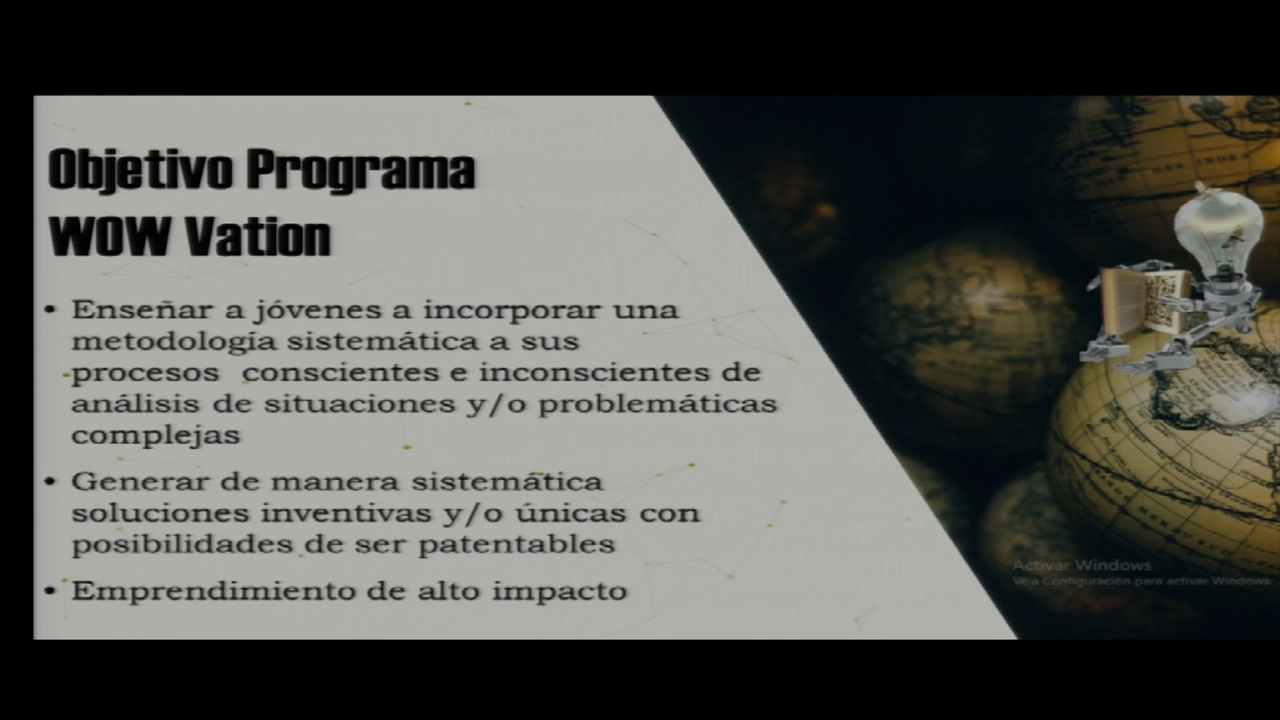 Objetivo Programa
WOW Vation
• Enseñar a jóvenes a incorporar una
metodología sistemática a sus
procesos conscientes e inconscientes de
análisis de situaciones y/o problemáticas
complejas
• Generar de manera sistemática
soluciones inventivas y/o únicas con
posibilidades de ser patentables
• Emprendimiento de alto impacto
Activar Windows
Ve a Configuración para activar Windows.